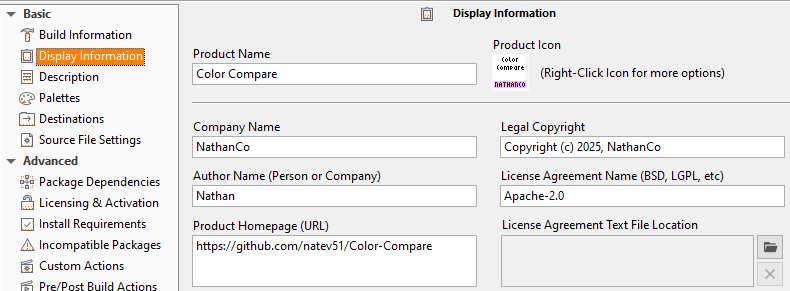 Basic
Build Information
Display Information
Description
Palettes
Destinations
Source File Settings
Advanced
Package Dependencies
Licensing & Activation
Install Requirements
Incompatible Packages
Custom Actions
Pre/Post Build Actions
Display Information
Product Name
Color Compare
Product Icon
Color
Compare
NATHANCO
(Right-Click Icon for more options)
Company Name
NathanCo
Legal Copyright
Copyright (c) 2025, NathanCo
Author Name (Person or Company)
Nathan
License Agreement Name (BSD, LGPL, etc)
Apache-2.0
Product Homepage (URL)
https://github.com/natev51/Color-Compare
License Agreement Text File Location